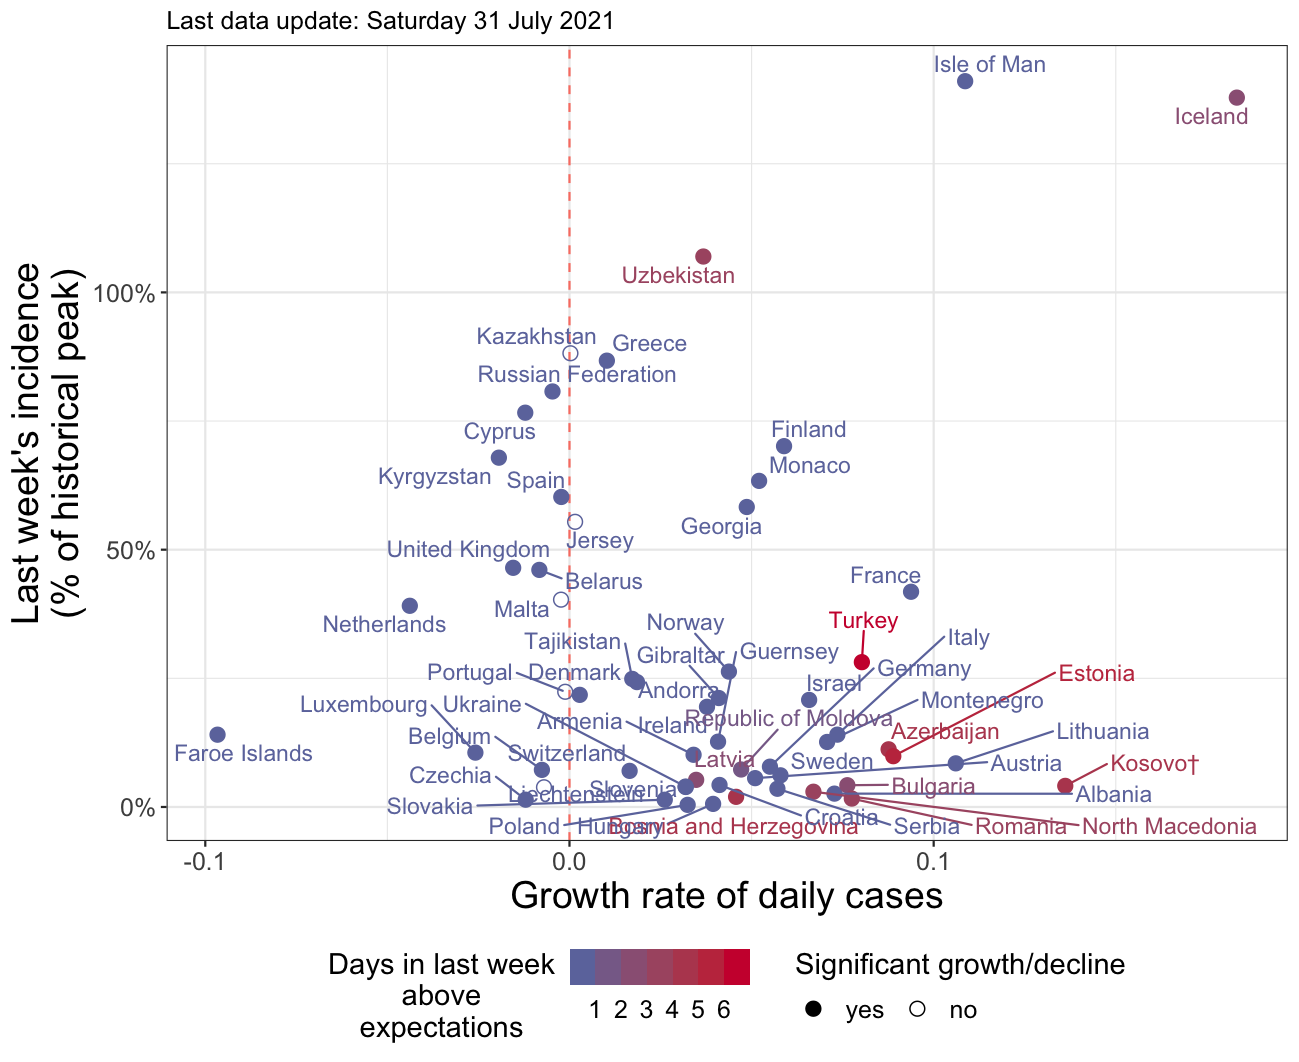 Last data update: Saturday 31 July 2021
Last week's incidence
(% of historical peak)
100%
50%
0%
Isle of Man
Iceland
Uzbekistan
Kazakhstan
Greece
Russian Federation
Cyprus
Finland
Monaco
Kyrgyzstan
Spain
Georgia
Jersey
United Kingdom
Belarus
France
Malta
Netherlands
Norway
Turkey
Tajikistan
Gibraltar
Guernsey
Italy
Portugal
Denmark
Andorra
Israel
Germany
Estonia
Luxembourg
Ukraine
Montenegro
Armenia
Ireland
Republic of Moldova
Azerbaijan
Lithuania
Belgium
Faroe Islands
Switzerland
Latvia
Sweden
Austria
Kosovo†
Czechia
Liechtenstein
Slovenia
Bulgaria
Albania
Slovakia
Croatia
Poland
Hungary
Bosnia and Herzegovina
Serbia
Romania
North Macedonia
-0.1
0.0
0.1
Growth rate of daily cases
Days in last week
above
expectations
1 2 3 4 5 6
Significant growth/decline
yes
no